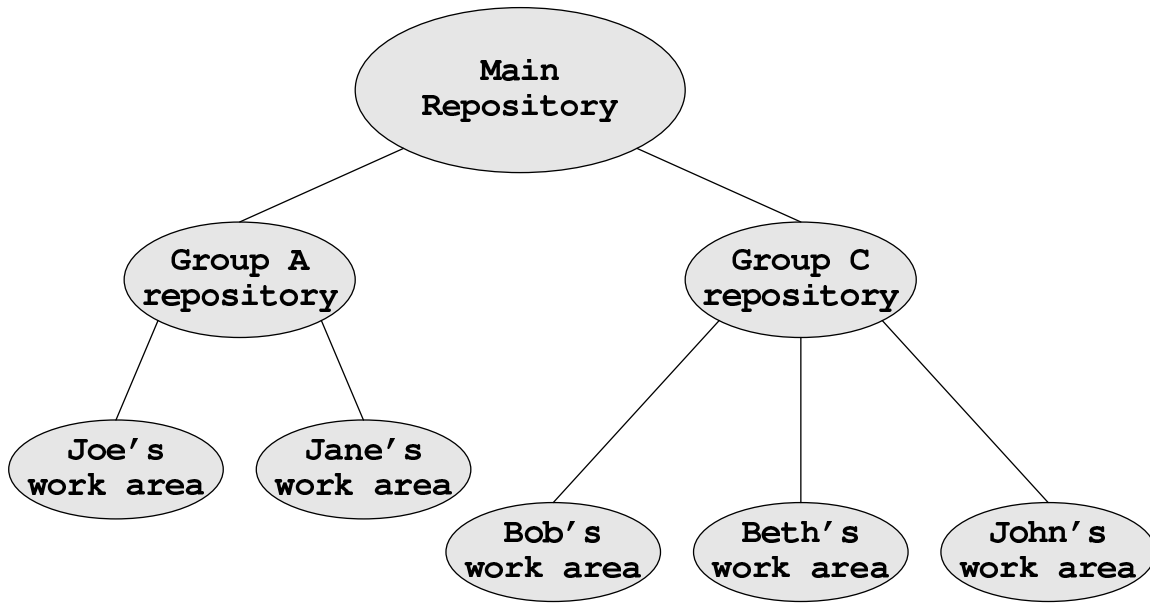 Main
Repository
Group A
repository
Group C
repository
Joe’s
work area
Jane’s
work area
Bob’s
work area
Beth’s
work area
John’s
work area